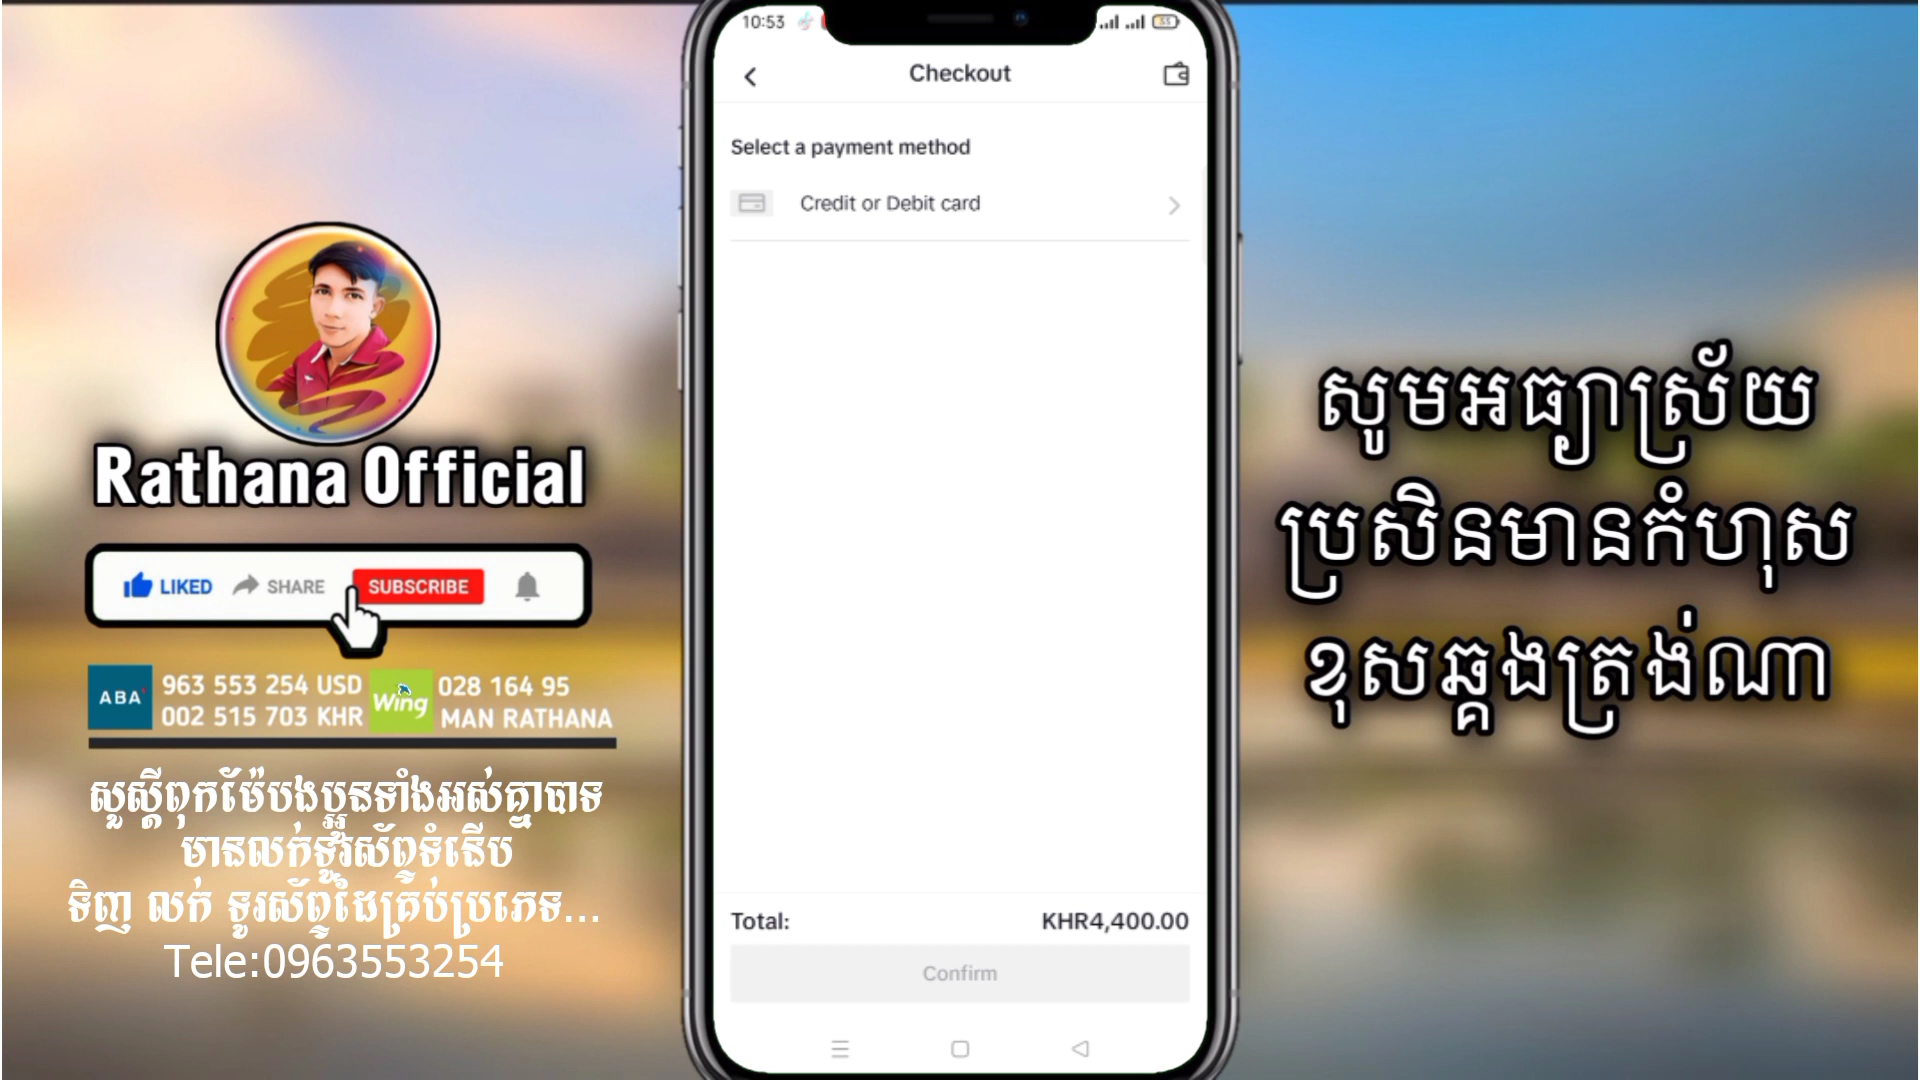 10:53
55
Checkout
Select a payment method
Credit or Debit card
Total:
KHR4,400.00
Confirm
Rathana Official
LIKED
SHARE
SUBSCRIBE
ABA
963 553 254 USD
002 515 703 KHR
Wing
028 164 95
MAN RATHANA
សួស្តីពុកម៉ែបងប្អូនទាំងអស់គ្នាបាទ
មានលក់ទូរស័ព្ទទំនើប
ទិញ លក់ ទូរស័ព្ទដៃគ្រប់ប្រភេទ...
Tele:0963553254
សូមអធ្យាស្រ័យ
ប្រសិនមានកំហុស
ខុសឆ្គងត្រង់ណា